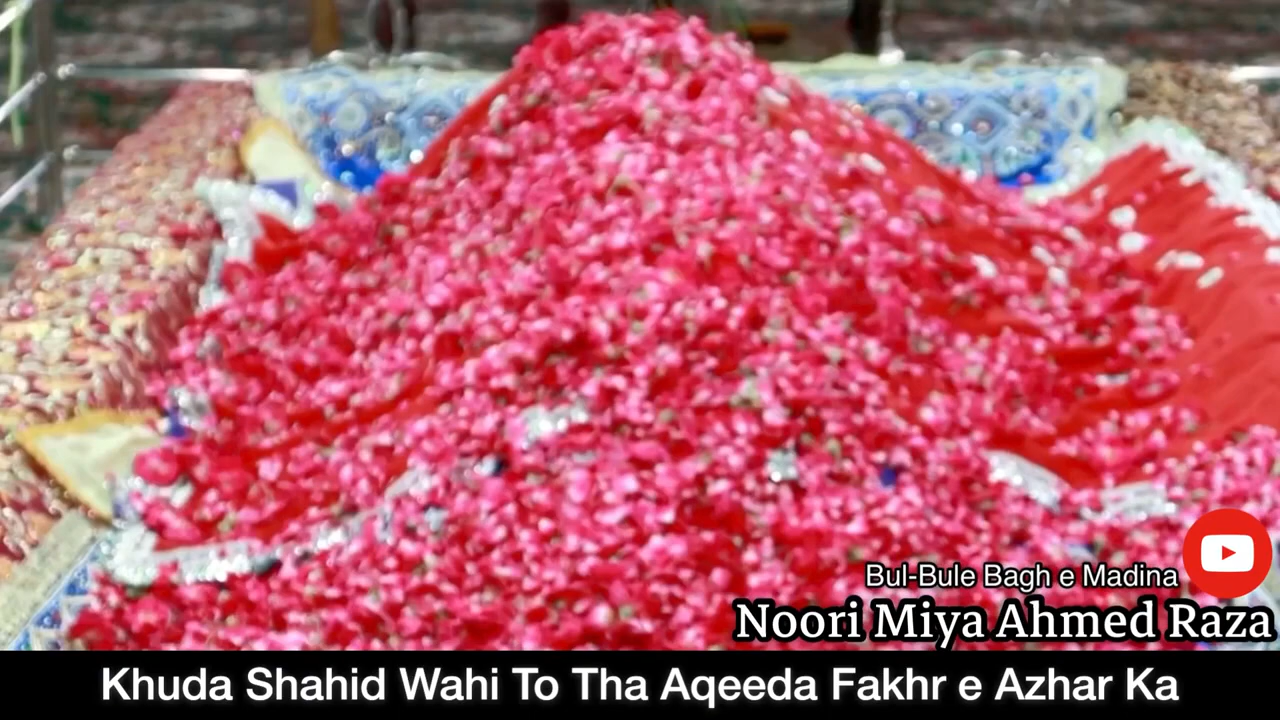 Bul-Bule Bagh e Madina
Noori Miya Ahmed Raza
Khuda Shahid Wahi To Tha Aqeeda Fakhr e Azhar Ka